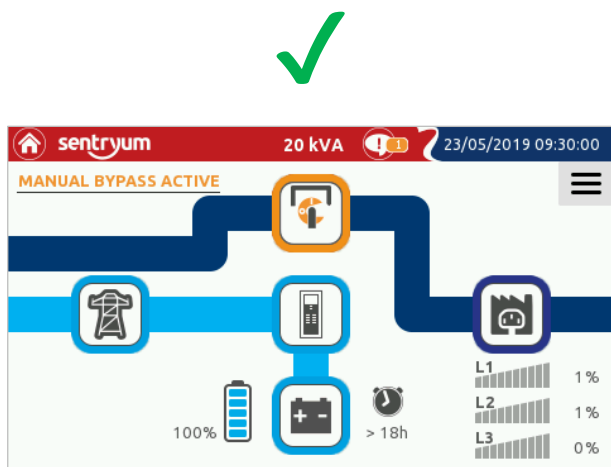 sentryum 20 kVA 1 23/05/2019 09:30:00
MANUAL BYPASS ACTIVE
L1 1%
L2 1%
100% > 18h
L3 0%